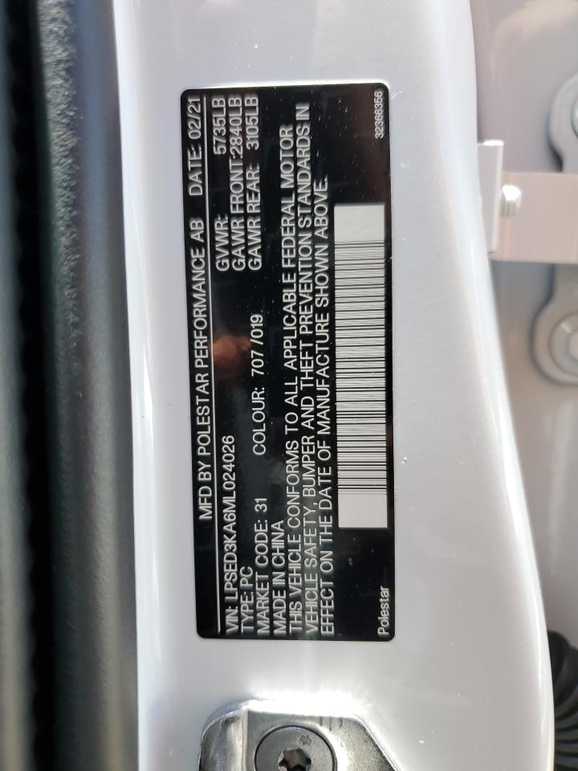 MFD BY POLESTAR PERFORMANCE AB DATE: 02/21
VIN: LPSED3KA6ML024026 GVWR: 5735LB
TYPE: PC GAWR FRONT: 2840LB
MARKET CODE: 31 COLOUR: 707/019 GAWR REAR: 3105LB
MADE IN CHINA
THIS VEHICLE CONFORMS TO ALL APPLICABLE FEDERAL MOTOR
VEHICLE SAFETY, BUMPER AND THEFT PREVENTION STANDARDS IN
EFFECT ON THE DATE OF MANUFACTURE SHOWN ABOVE.
Polestar 32366356